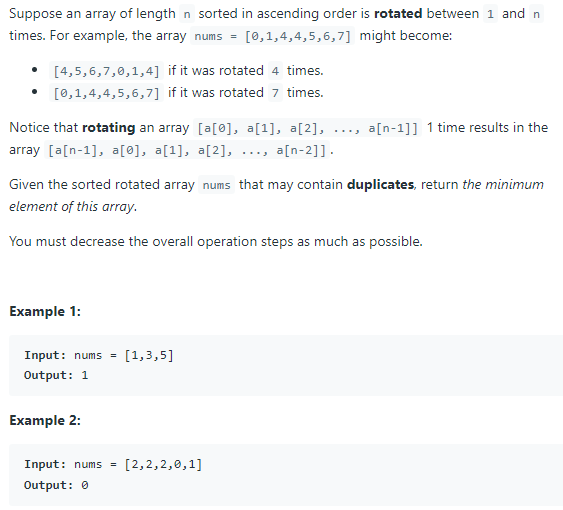 Suppose an array of length n sorted in ascending order is rotated between 1 and n
times. For example, the array nums = [0,1,4,4,5,6,7] might become:
• [4,5,6,7,0,1,4] if it was rotated 4 times.
• [0,1,4,4,5,6,7] if it was rotated 7 times.
Notice that rotating an array [a[0], a[1], a[2], ..., a[n-1]] 1 time results in the
array [a[n-1], a[0], a[1], a[2], ..., a[n-2]].
Given the sorted rotated array nums that may contain duplicates, return the minimum
element of this array.
You must decrease the overall operation steps as much as possible.
Example 1:
Input: nums = [1,3,5]
Output: 1
Example 2:
Input: nums = [2,2,2,0,1]
Output: 0